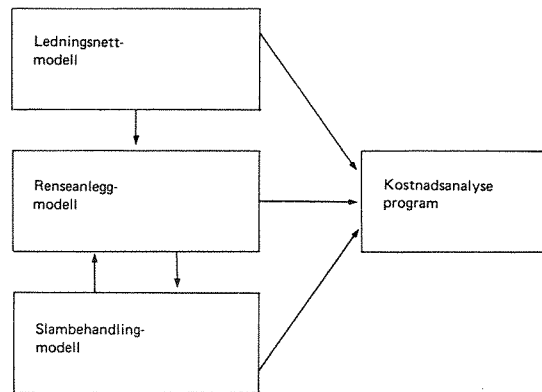 Ledningsnett-
modell
Renseanlegg-
modell
Kostnadsanalyse
program
Slambehandling-
modell